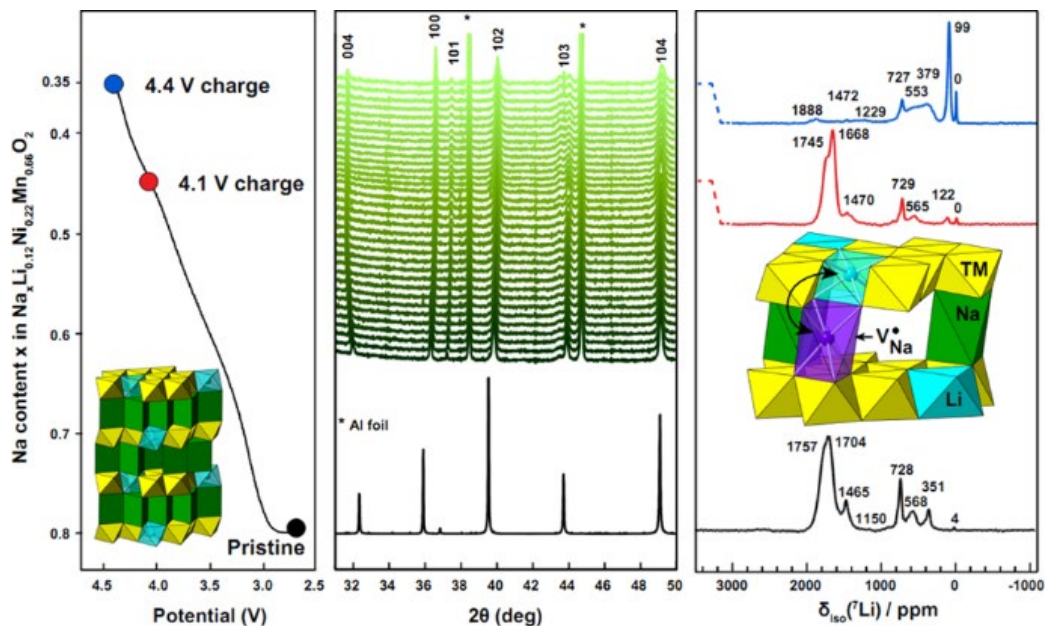 Na content x in NaxLi0.12Ni0.22Mn0.66O2
0.35
0.4
0.5
0.6
0.7
0.8
4.4 V charge
4.1 V charge
Pristine
4.5 4.0 3.5 3.0 2.5
Potential (V)
004
100
101
*
102
103
*
104
* Al foil
32 36 40 44 48 50
2θ (deg)
99
727 379
553 0
1888 1472
1229
1745 1668
1470
729
565
122
0
TM
Na
V•Na
Li
1757 1704
1465
1150
728
568
351
4
3000 2000 1000 0 -1000
δiso(7Li) / ppm